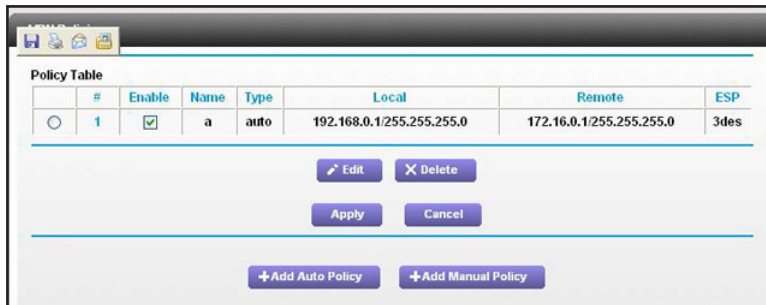 Policy Table
# Enable Name Type Local Remote ESP
1 a auto 192.168.0.1/255.255.255.0 172.16.0.1/255.255.255.0 3des
Edit Delete
Apply Cancel
+Add Auto Policy +Add Manual Policy